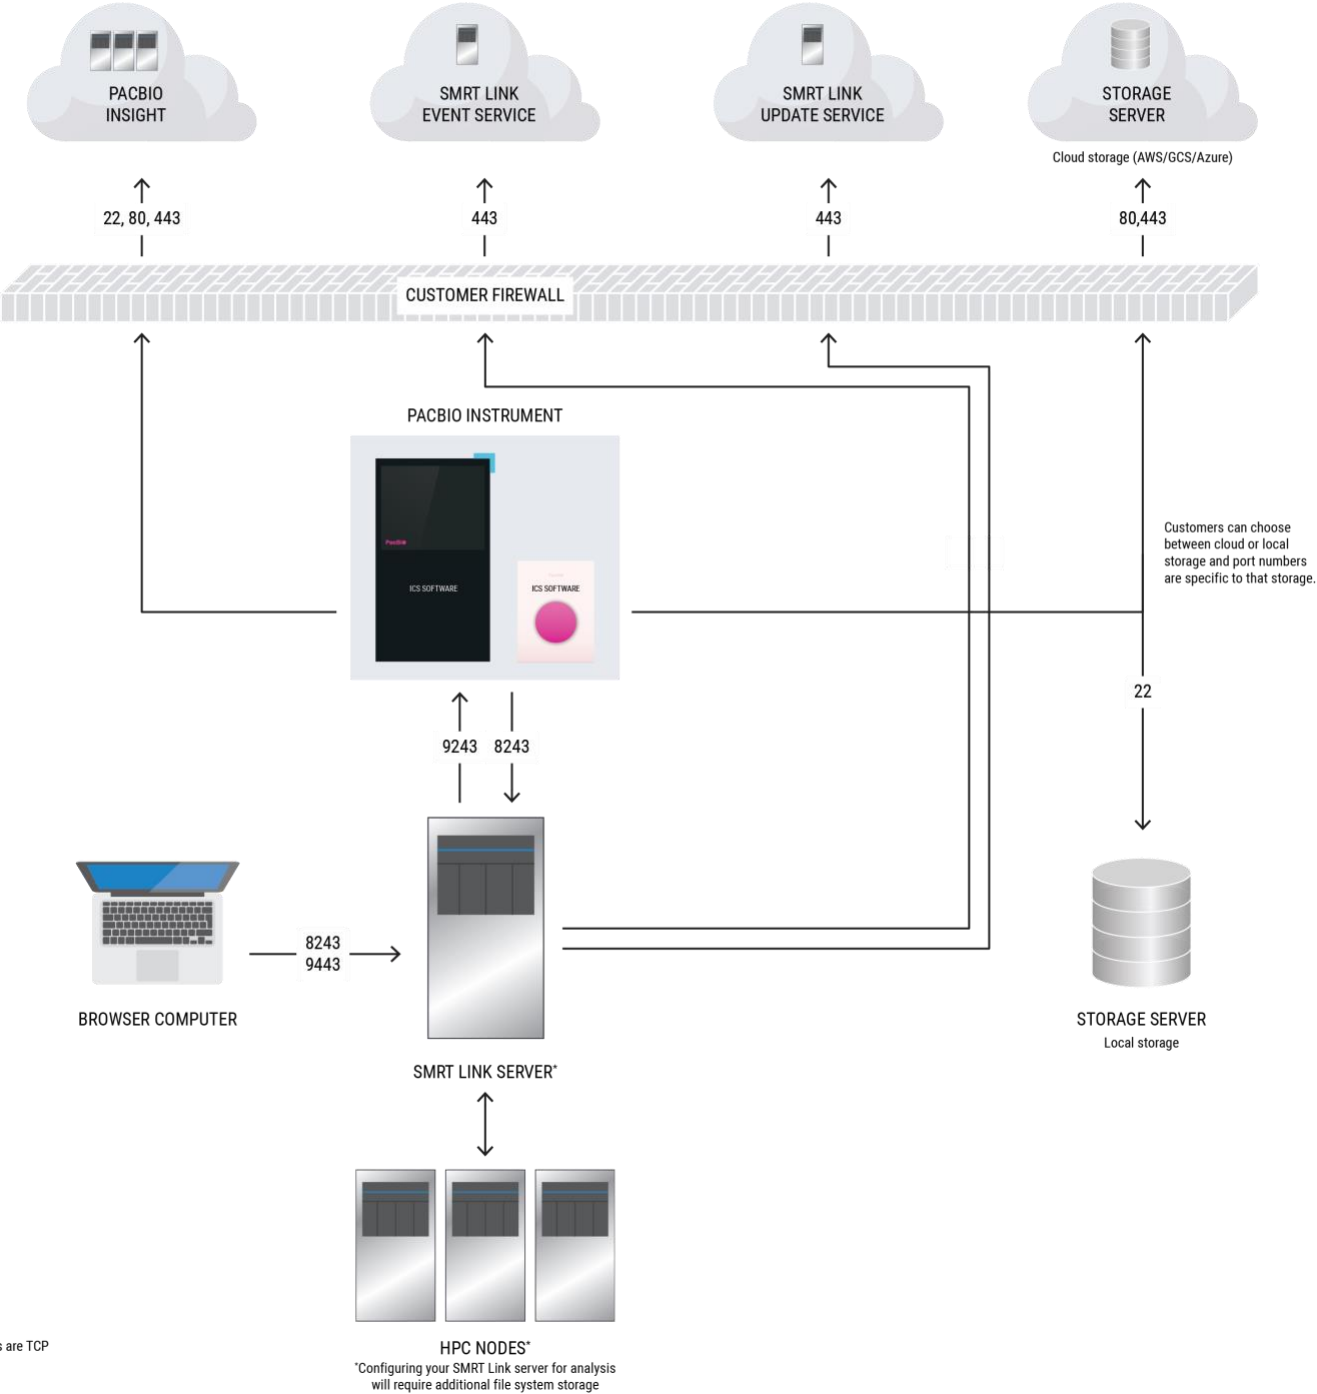 PACBIO
INSIGHT
SMRT LINK
EVENT SERVICE
SMRT LINK
UPDATE SERVICE
STORAGE
SERVER
Cloud storage (AWS/GCS/Azure)
22, 80, 443
443
443
80,443
CUSTOMER FIREWALL
PACBIO INSTRUMENT
PacBio
ICS SOFTWARE
ICS SOFTWARE
Customers can choose
between cloud or local
storage and port numbers
are specific to that storage.
22
9243
8243
8243
9443
BROWSER COMPUTER
SMRT LINK SERVER*
STORAGE SERVER
Local storage
HPC NODES*
*Configuring your SMRT Link server for analysis
will require additional file system storage
s are TCP